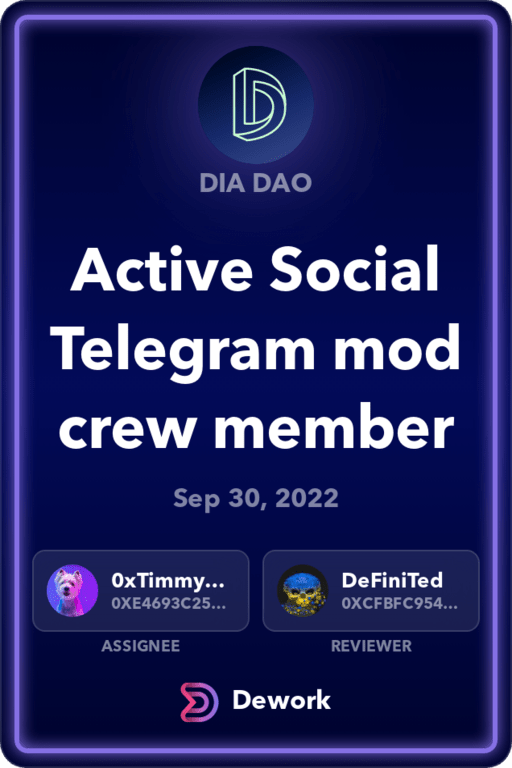 DIA DAO
Active Social
Telegram mod
crew member
Sep 30, 2022
0xTimmy...
0XE4693C25...
ASSIGNEE
DeFiniTed
0XCFBFC954...
REVIEWER
Dework